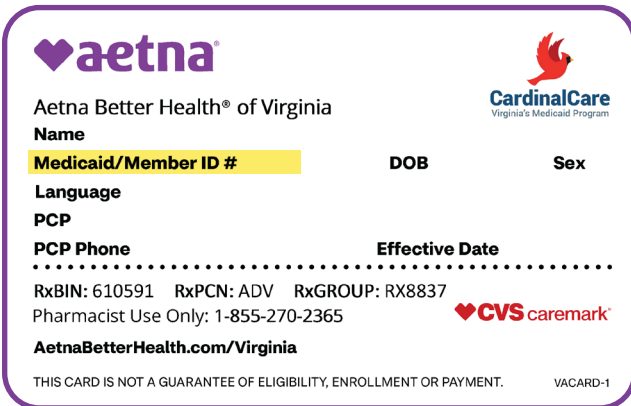 aetna®
CardinalCare
Virginia's Medicaid Program
Aetna Better Health® of Virginia
Name
Medicaid/Member ID # DOB Sex
Language
PCP
PCP Phone Effective Date
RxBIN: 610591 RxPCN: ADV RxGROUP: RX8837
Pharmacist Use Only: 1-855-270-2365
CVS caremark®
AetnaBetterHealth.com/Virginia
THIS CARD IS NOT A GUARANTEE OF ELIGIBILITY, ENROLLMENT OR PAYMENT. VACARD-1